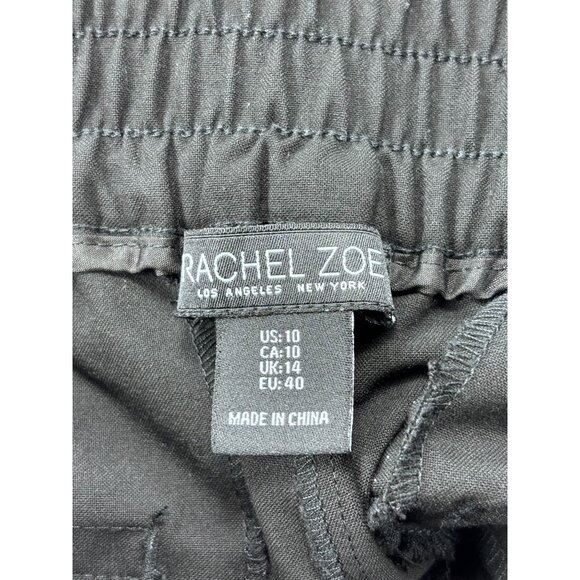 RACHEL ZOE
LOS ANGELES NEW YORK
US: 10
CA: 10
UK: 14
EU: 40
MADE IN CHINA